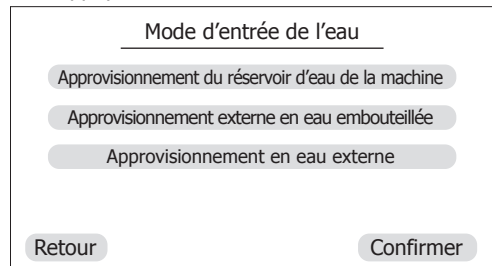 Mode d'entrée de l'eau
Approvisionnement du réservoir d'eau de la machine
Approvisionnement externe en eau embouteillée
Approvisionnement en eau externe
Retour
Confirmer